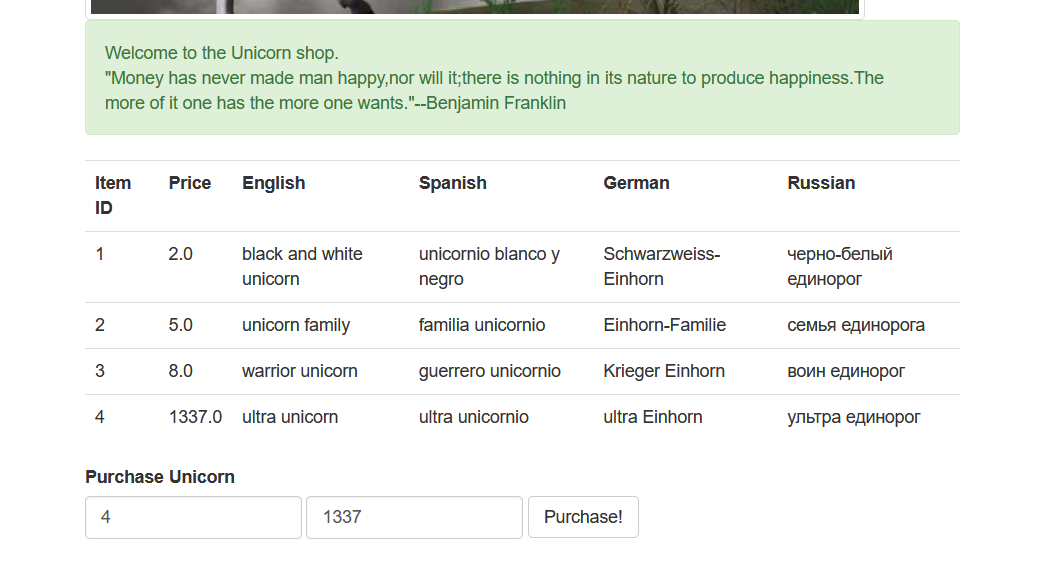 Welcome to the Unicorn shop.
"Money has never made man happy,nor will it;there is nothing in its nature to produce happiness.The
more of it one has the more one wants."--Benjamin Franklin
Item ID Price English Spanish German Russian
1 2.0 black and white unicorn unicornio blanco y negro Schwarzweiss-Einhorn черно-белый единорог
2 5.0 unicorn family familia unicornio Einhorn-Familie семья единорога
3 8.0 warrior unicorn guerrero unicornio Krieger Einhorn воин единорог
4 1337.0 ultra unicorn ultra unicornio ultra Einhorn ультра единорог
Purchase Unicorn
4 1337 Purchase!